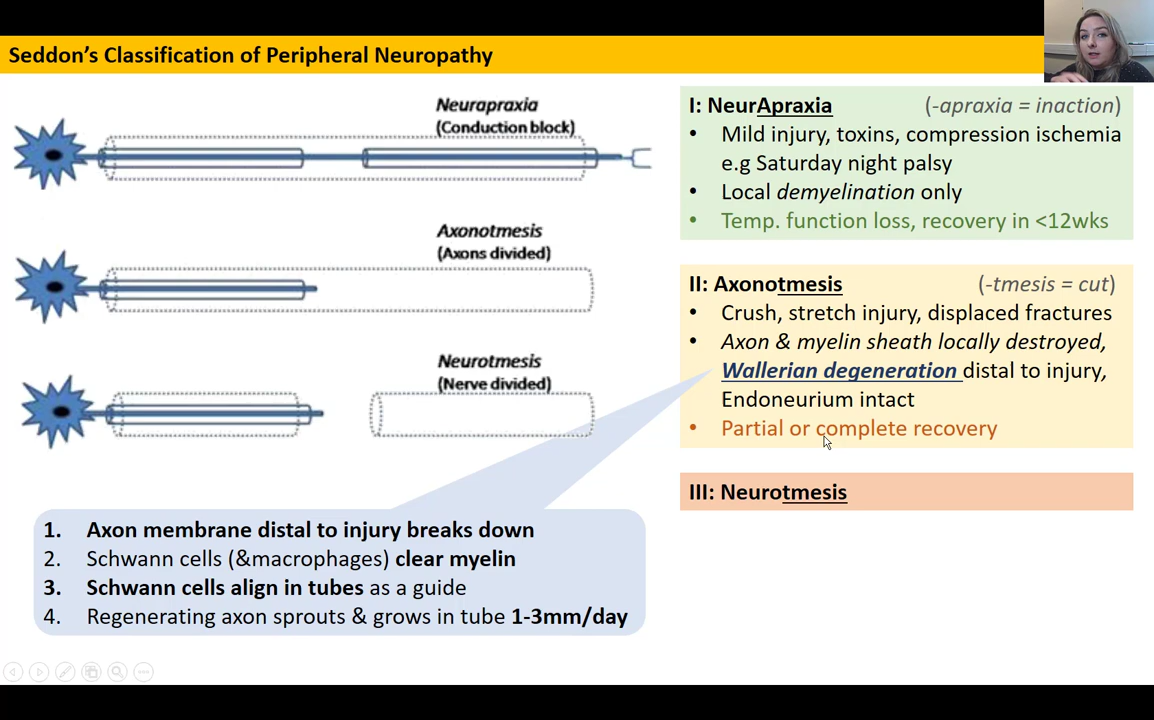 Seddon's Classification of Peripheral Neuropathy
Neurapraxia
(Conduction block)
Axonotmesis
(Axons divided)
Neurotmesis
(Nerve divided)
1. Axon membrane distal to injury breaks down
2. Schwann cells (&macrophages) clear myelin
3. Schwann cells align in tubes as a guide
4. Regenerating axon sprouts & grows in tube 1-3mm/day
I: NeurApraxia (-apraxia = inaction)
• Mild injury, toxins, compression ischemia
e.g Saturday night palsy
• Local demyelination only
• Temp. function loss, recovery in <12wks
II: Axonotmesis (-tmesis = cut)
• Crush, stretch injury, displaced fractures
• Axon & myelin sheath locally destroyed,
Wallerian degeneration distal to injury,
Endoneurium intact
• Partial or complete recovery
III: Neurotmesis